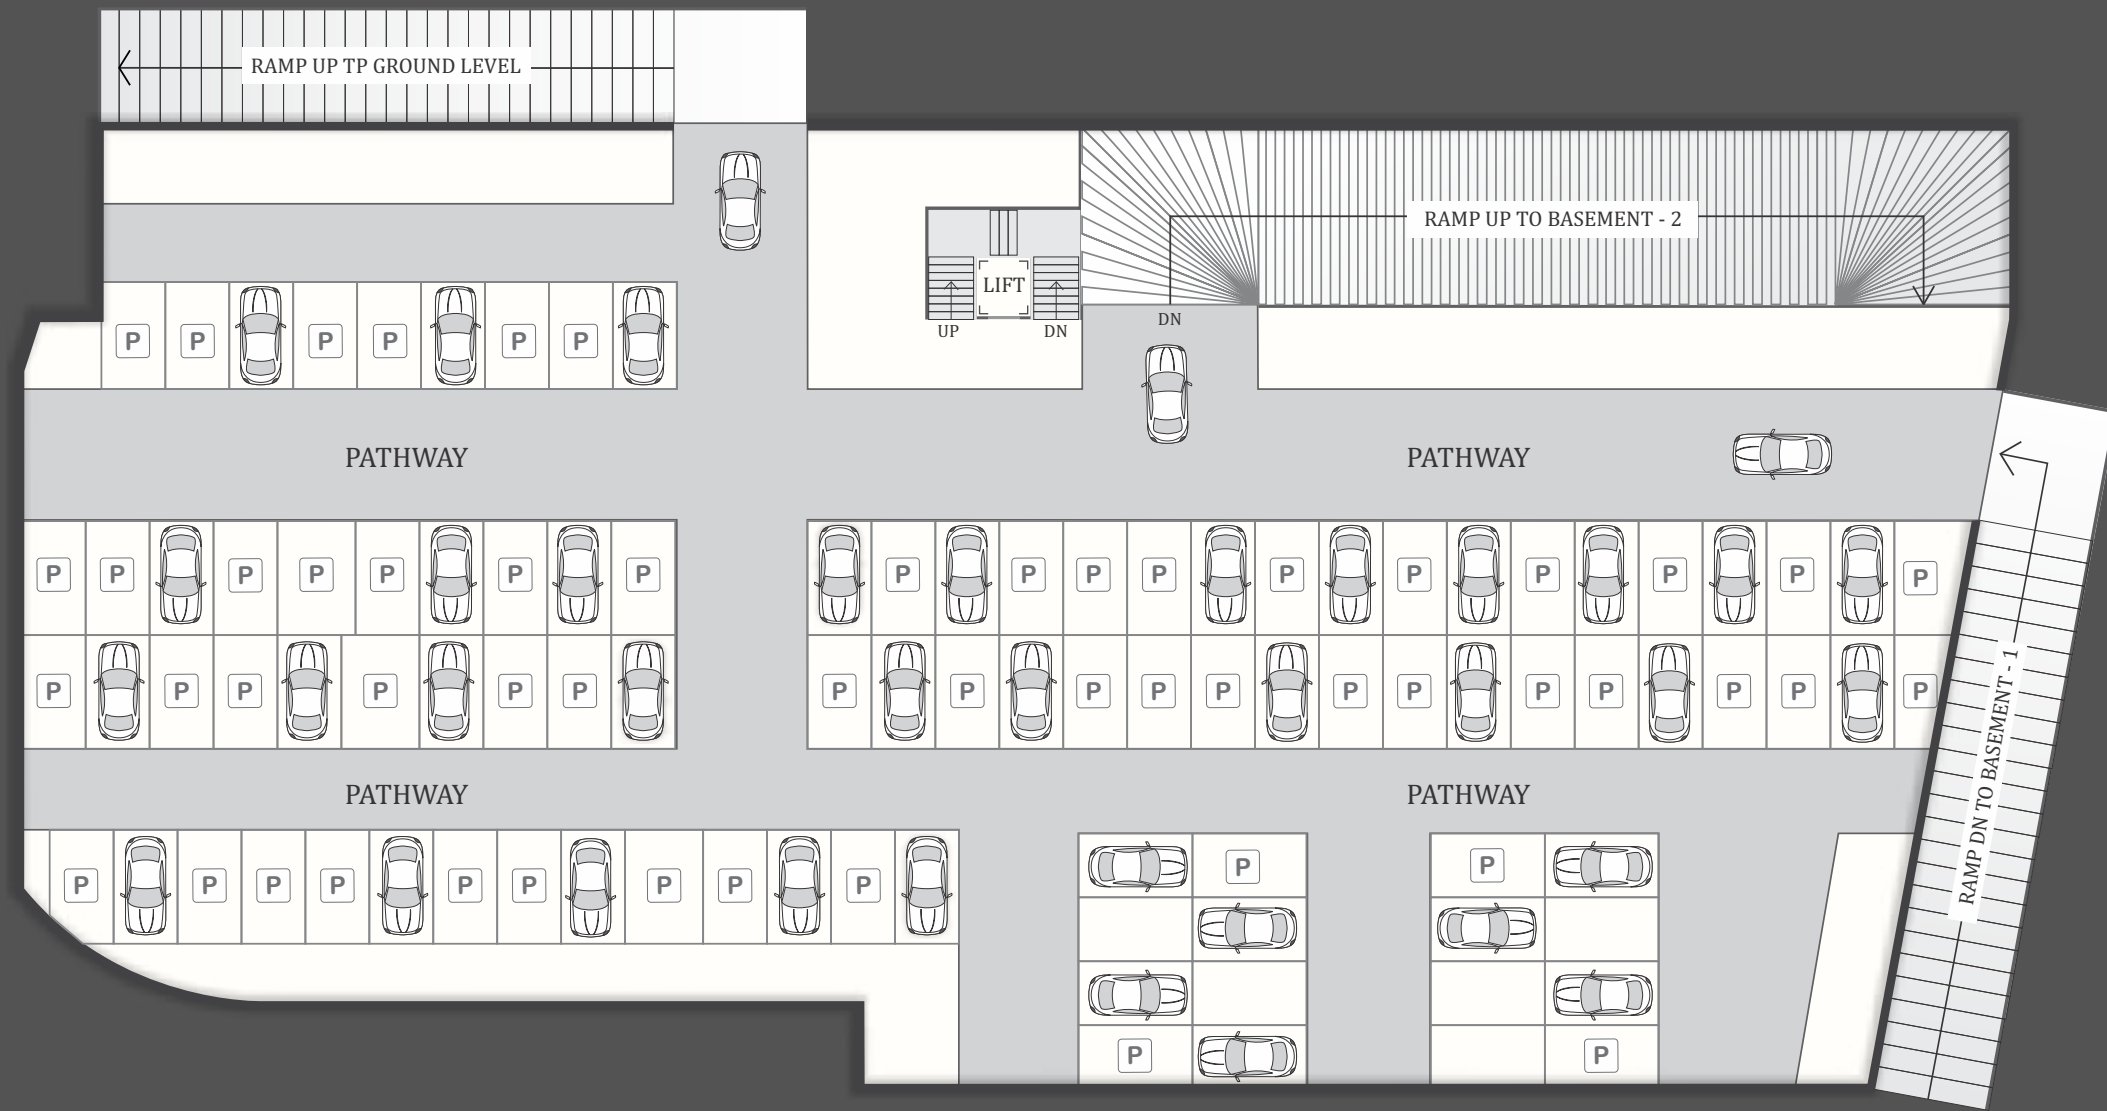 RAMP UP TP GROUND LEVEL
RAMP UP TO BASEMENT - 2
LIFT
UP
DN
DN
P P P P P P
PATHWAY
PATHWAY
P P P P P P P
P P P P P P P P P P
P P P P P P
P P P P P P P P P P P P
RAMP DN TO BASEMENT - 1
PATHWAY
PATHWAY
P P P P P P P P P
P
P
P
P